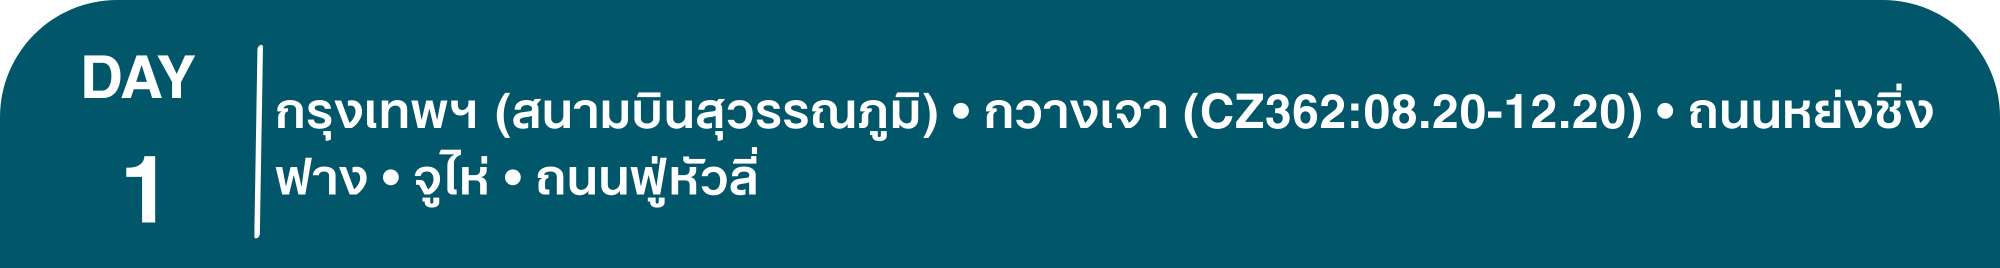 DAY
1
กรุงเทพฯ (สนามบินสุวรรณภูมิ) • กวางเจา (CZ362:08.20-12.20) • ถนนหย่งชิ่ง
ฟาง • จูไห่ • ถนนฟู่หัวลี่